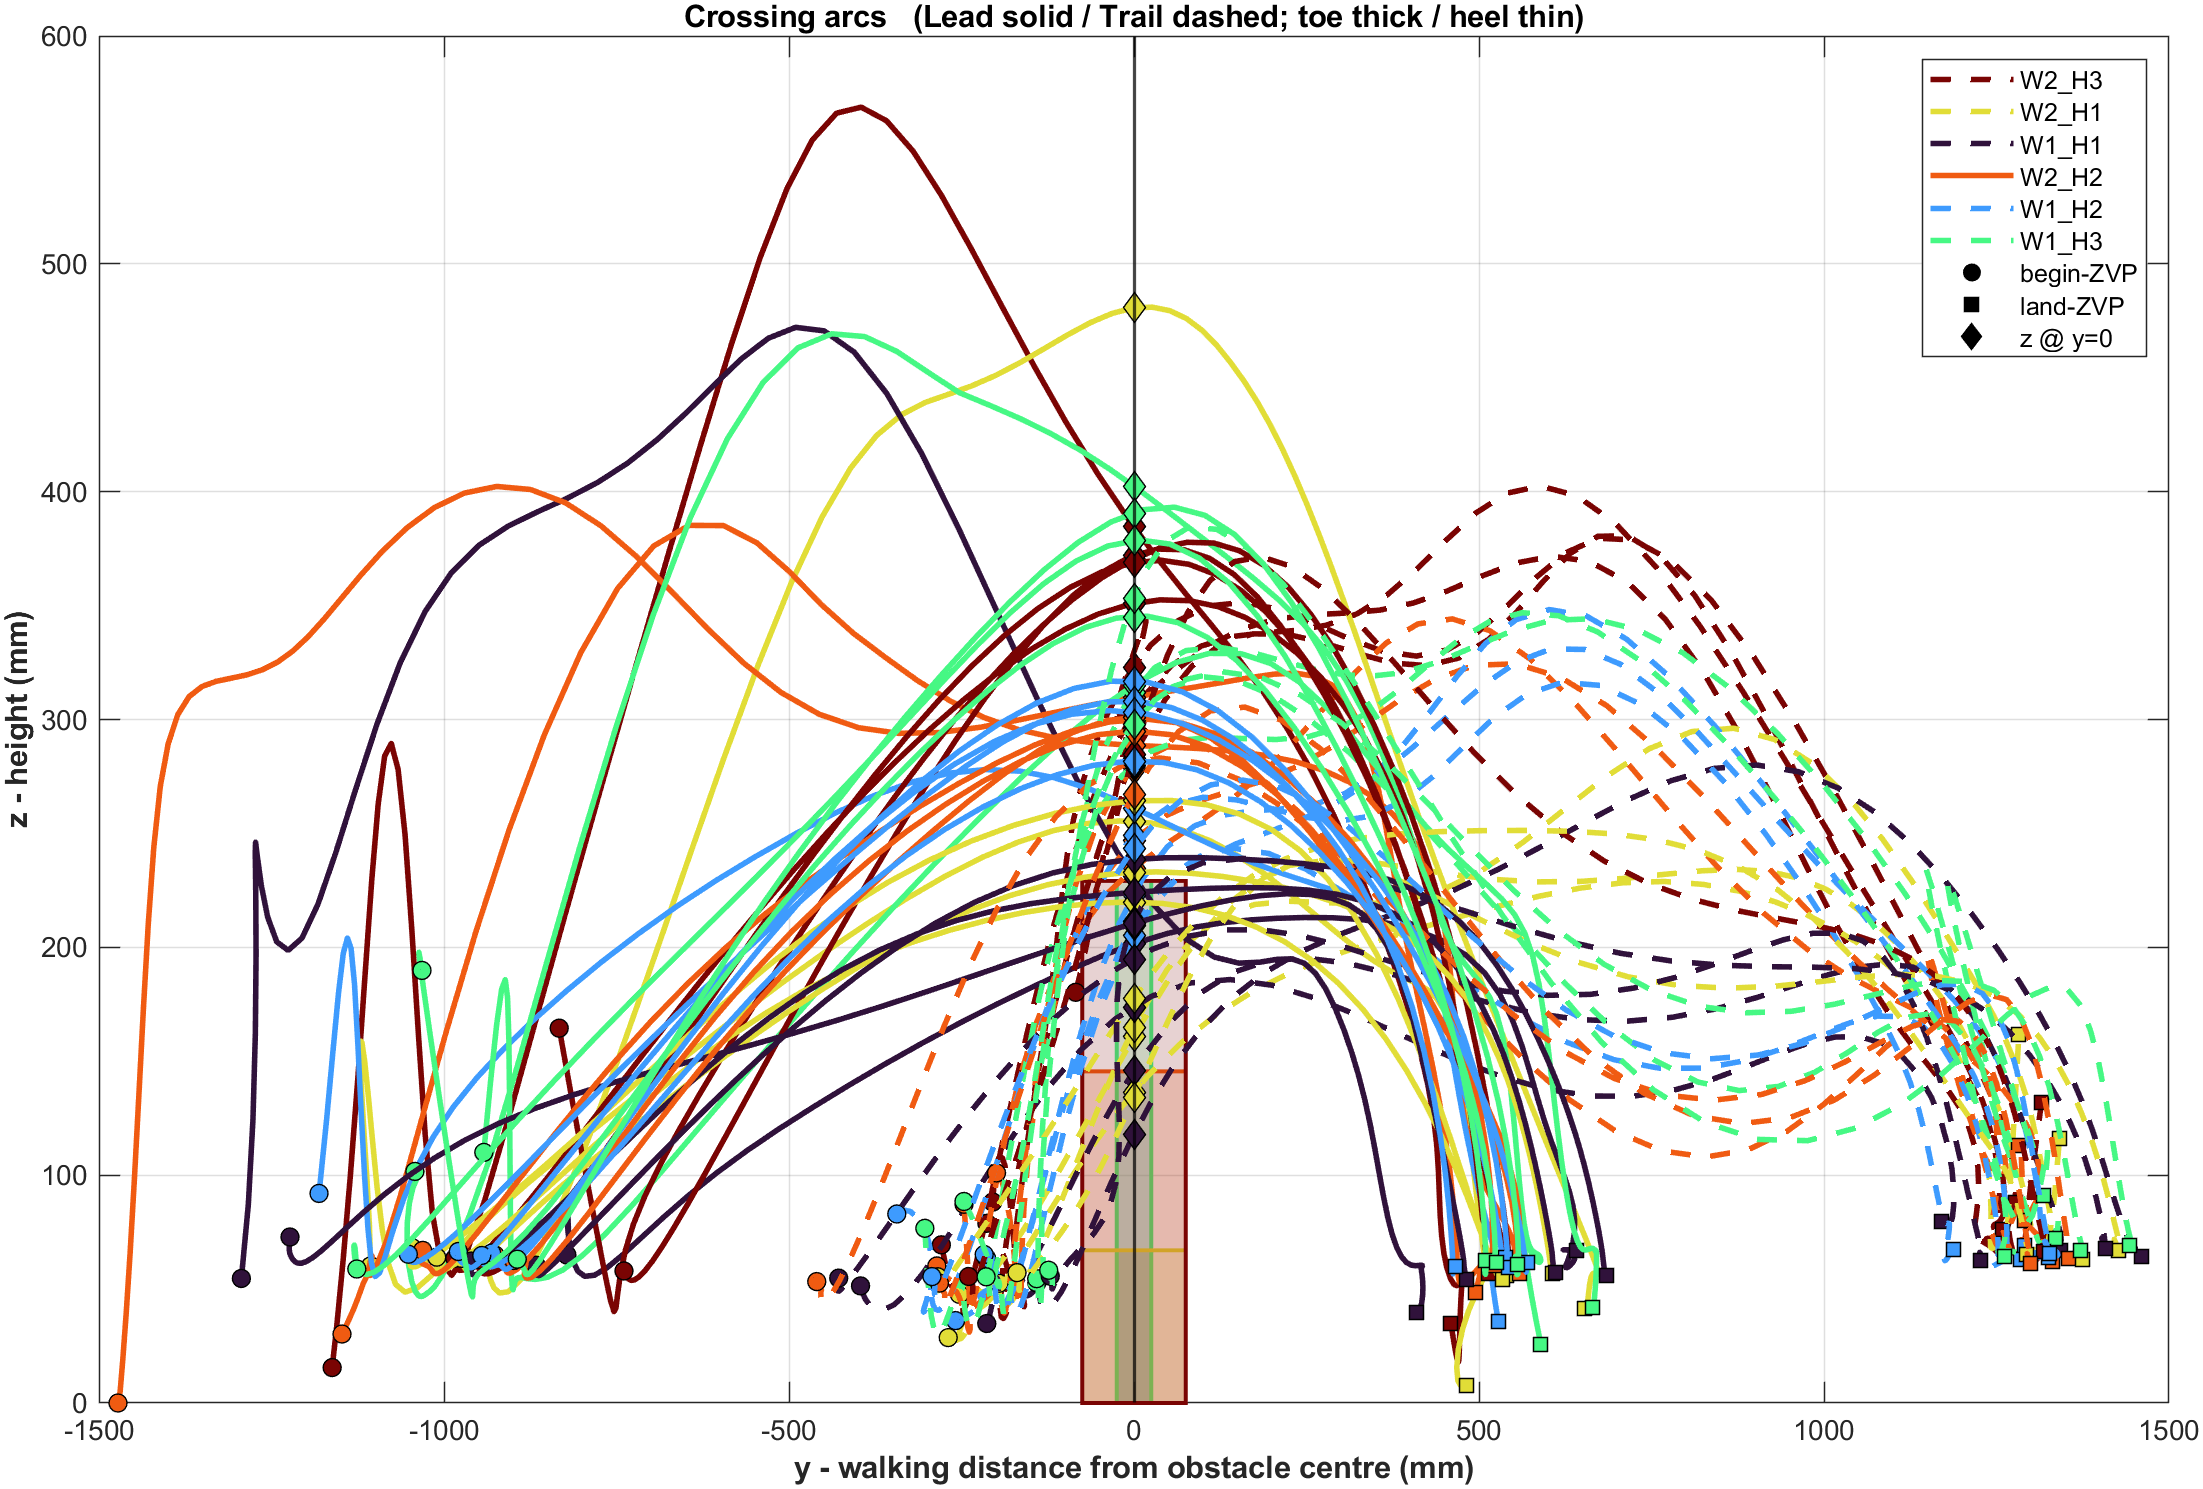 Crossing arcs (Lead solid / Trail dashed; toe thick / heel thin)
600
500
400
300
200
100
0
z - height (mm)
-1500
-1000
-500
0
500
1000
1500
y - walking distance from obstacle centre (mm)
W2_H3
W2_H1
W1_H1
W2_H2
W1_H2
W1_H3
begin-ZVP
land-ZVP
z @ y=0